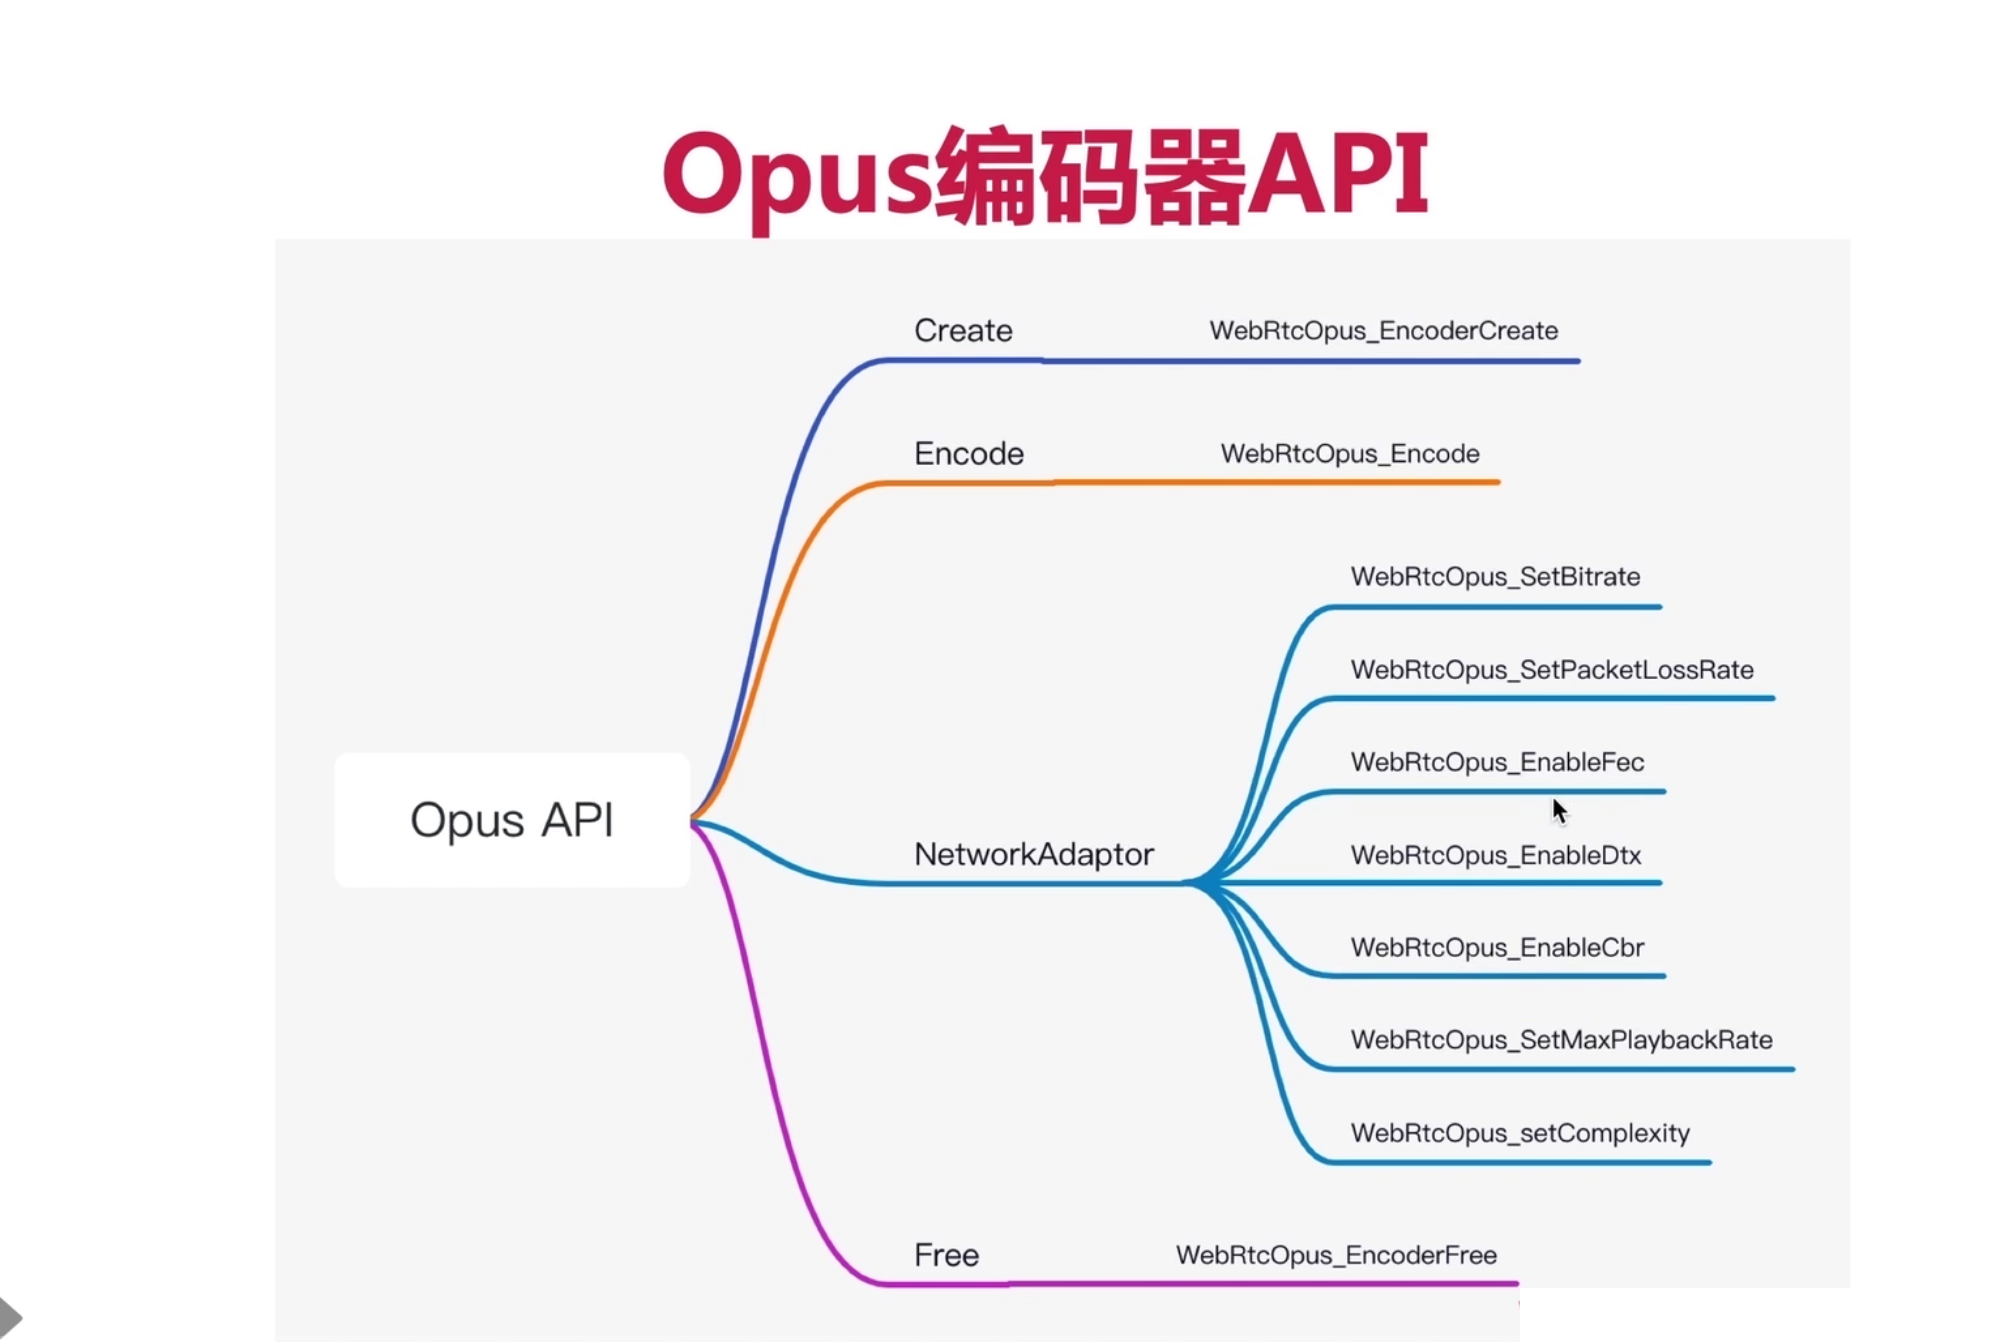 Opus编码器API
Create
WebRtcOpus_EncoderCreate
Encode
WebRtcOpus_Encode
WebRtcOpus_SetBitrate
WebRtcOpus_SetPacketLossRate
WebRtcOpus_EnableFec
Opus API
NetworkAdaptor
WebRtcOpus_EnableDtx
WebRtcOpus_EnableCbr
WebRtcOpus_SetMaxPlaybackRate
WebRtcOpus_setComplexity
Free
WebRtcOpus_EncoderFree